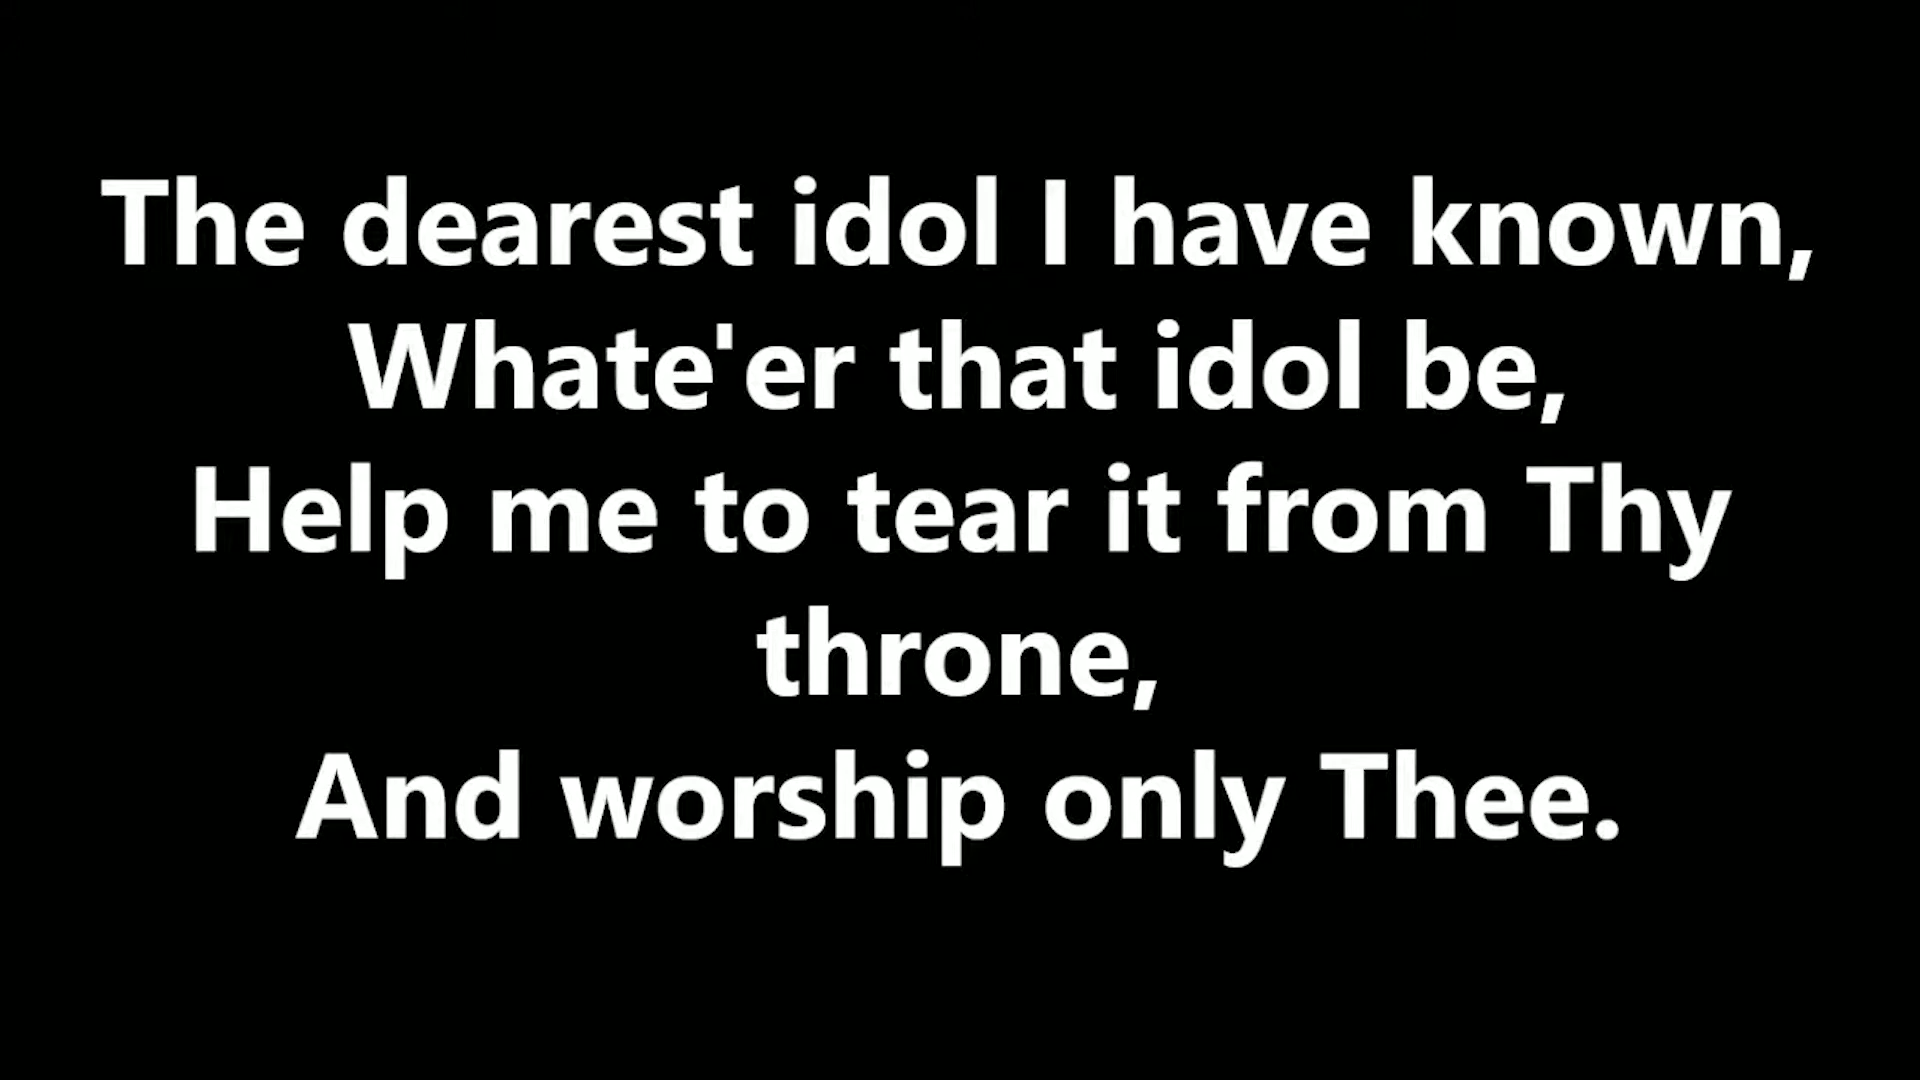 The dearest idol I have known,
Whate'er that idol be,
Help me to tear it from Thy
throne,
And worship only Thee.